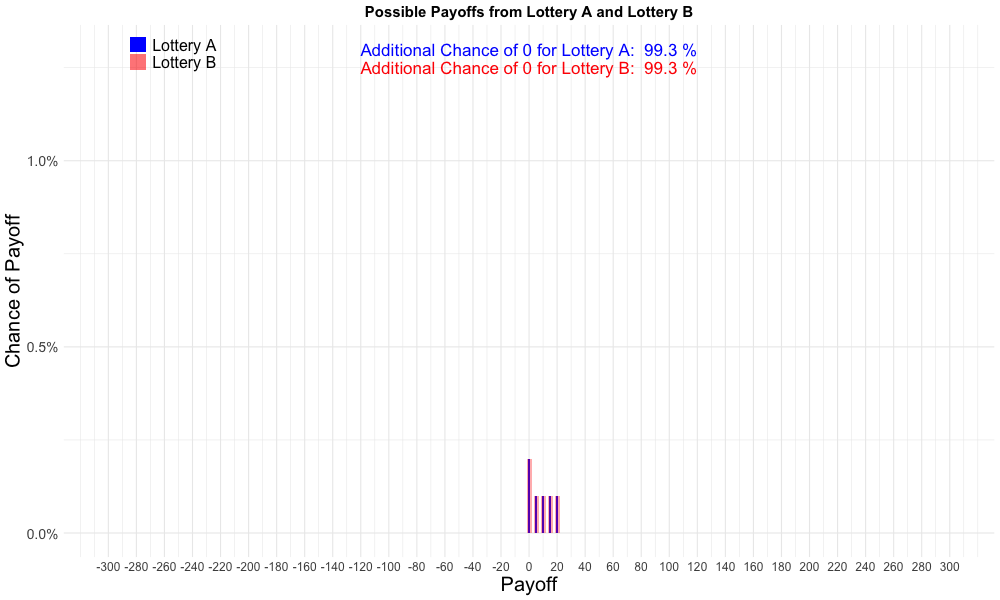 Possible Payoffs from Lottery A and Lottery B
Lottery A
Lottery B
Additional Chance of 0 for Lottery A: 99.3 %
Additional Chance of 0 for Lottery B: 99.3 %
Chance of Payoff
1.0%
0.5%
0.0%
-300 -280 -260 -240 -220 -200 -180 -160 -140 -120 -100 -80 -60 -40 -20 0 20 40 60 80 100 120 140 160 180 200 220 240 260 280 300
Payoff